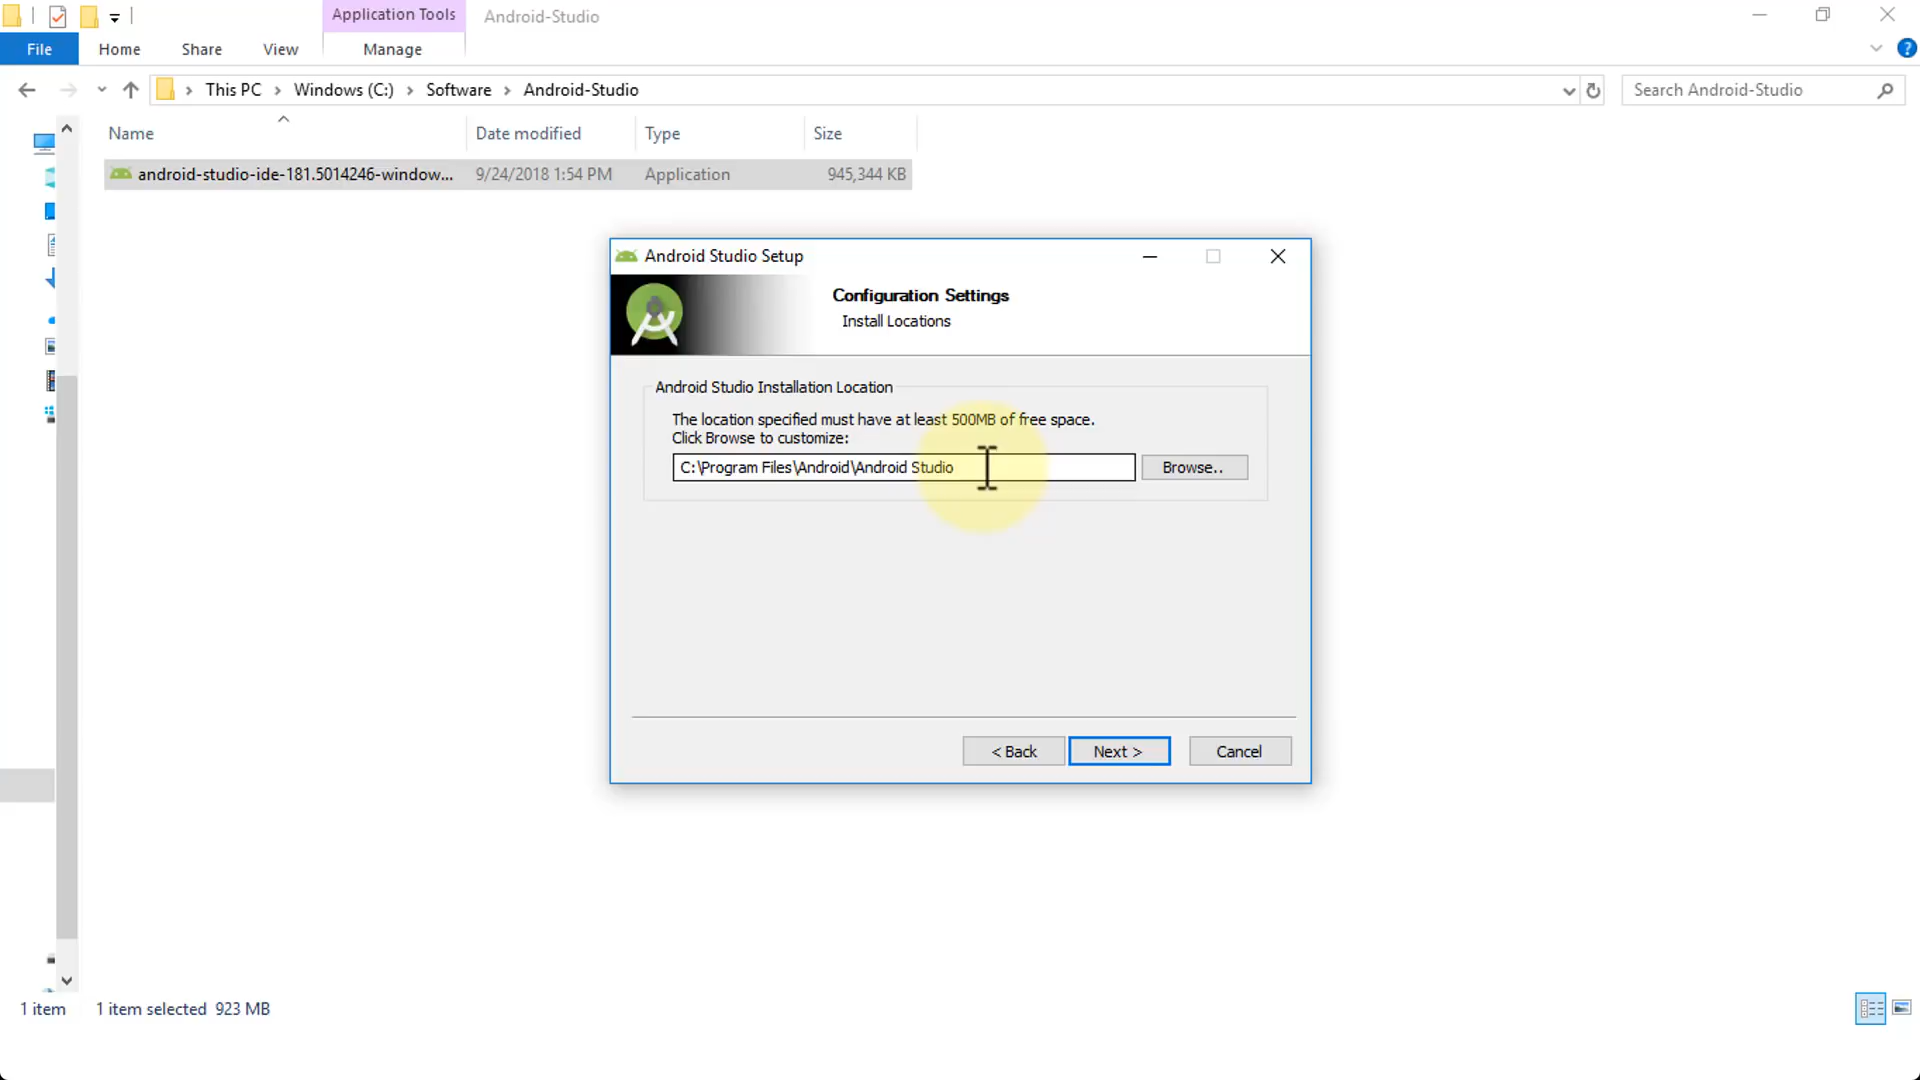 Application Tools
Android-Studio
File
Home
Share
View
Manage
This PC
Windows (C:)
Software
Android-Studio
Search Android-Studio
Name
Date modified
Type
Size
android-studio-ide-181.5014246-window...
9/24/2018 1:54 PM
Application
945,344 KB
Android Studio Setup
Configuration Settings
Install Locations
Android Studio Installation Location
The location specified must have at least 500MB of free space.
Click Browse to customize:
C:\Program Files\Android\Android Studio
Browse..
< Back
Next >
Cancel
1 item
1 item selected 923 MB